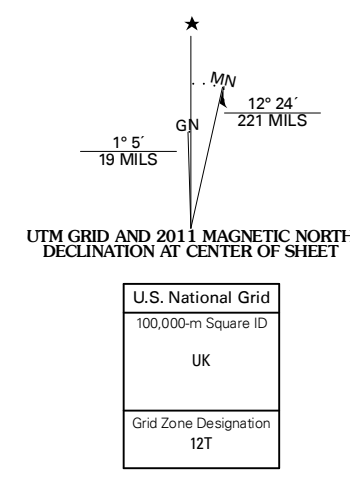 ★
MN
GN
12° 24´
221 MILS
1° 5´
19 MILS
UTM GRID AND 2011 MAGNETIC NORTH
DECLINATION AT CENTER OF SHEET
U.S. National Grid
100,000-m Square ID
UK
Grid Zone Designation
12T